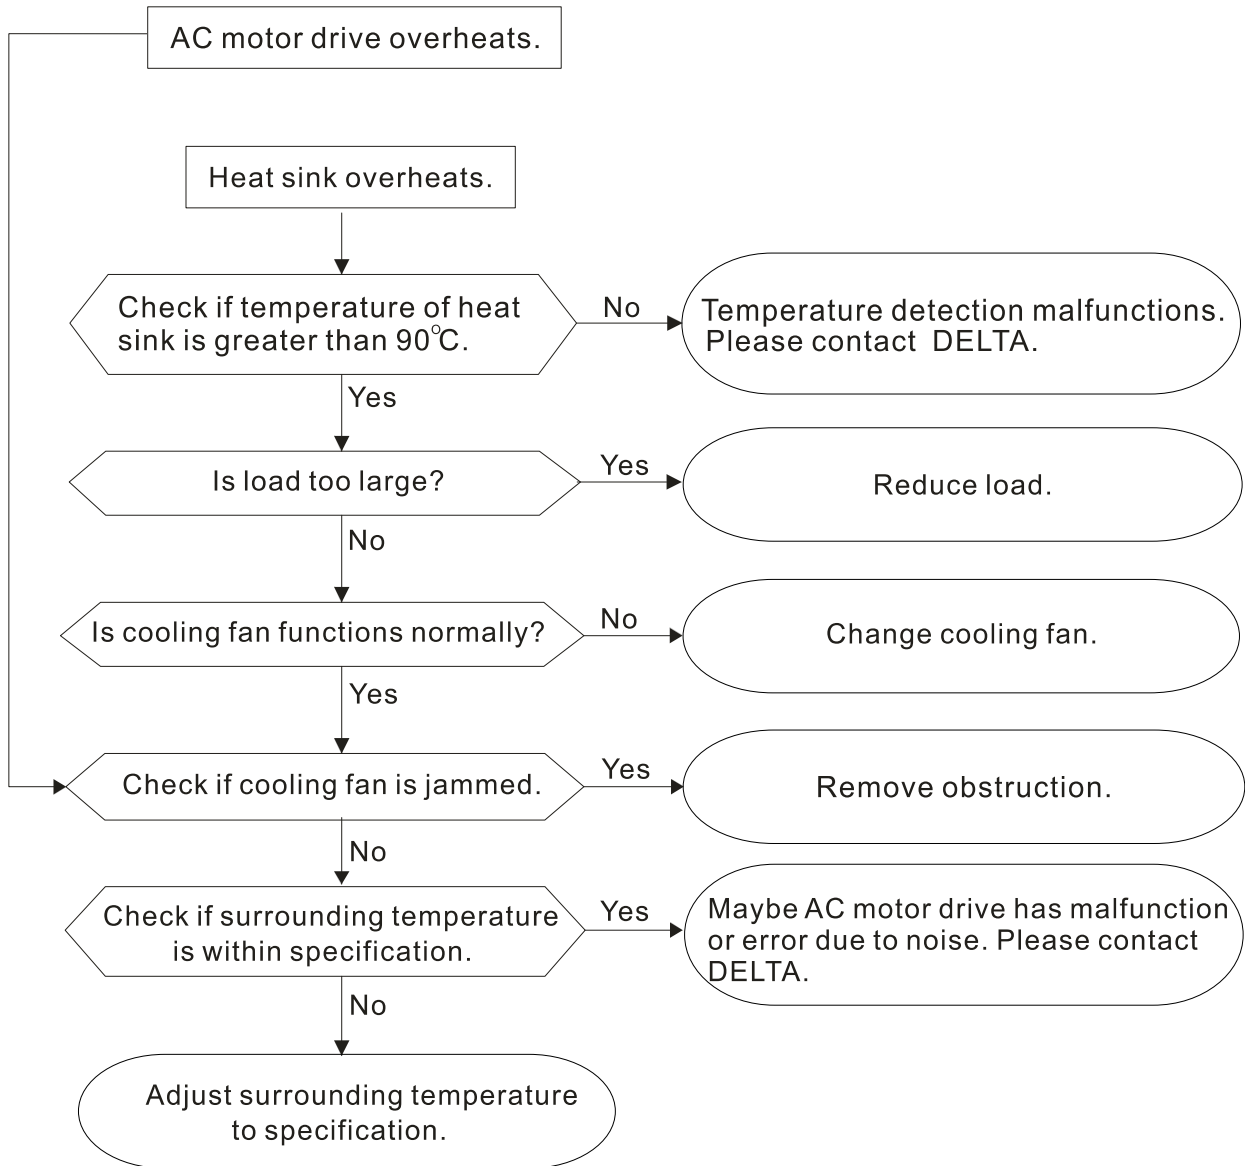 AC motor drive overheats.
Heat sink overheats.
Check if temperature of heat
sink is greater than 90°C.
No
Temperature detection malfunctions.
Please contact DELTA.
Yes
Is load too large?
Yes
Reduce load.
No
Is cooling fan functions normally?
No
Change cooling fan.
Yes
Check if cooling fan is jammed.
Yes
Remove obstruction.
No
Check if surrounding temperature
is within specification.
Yes
Maybe AC motor drive has malfunction
or error due to noise. Please contact
DELTA.
No
Adjust surrounding temperature
to specification.